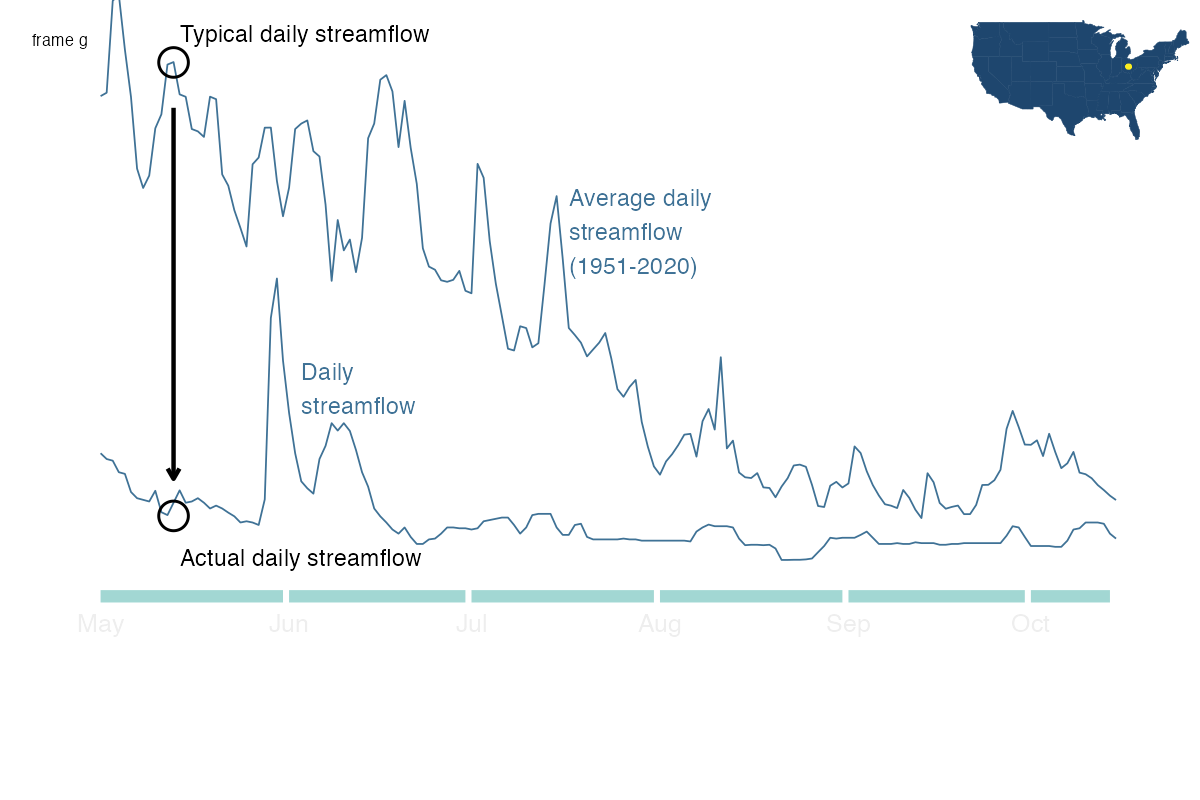 Typical daily streamflow
frame g
Average daily
streamflow
(1951-2020)
Daily
streamflow
Actual daily streamflow
May Jun Jul Aug Sep Oct